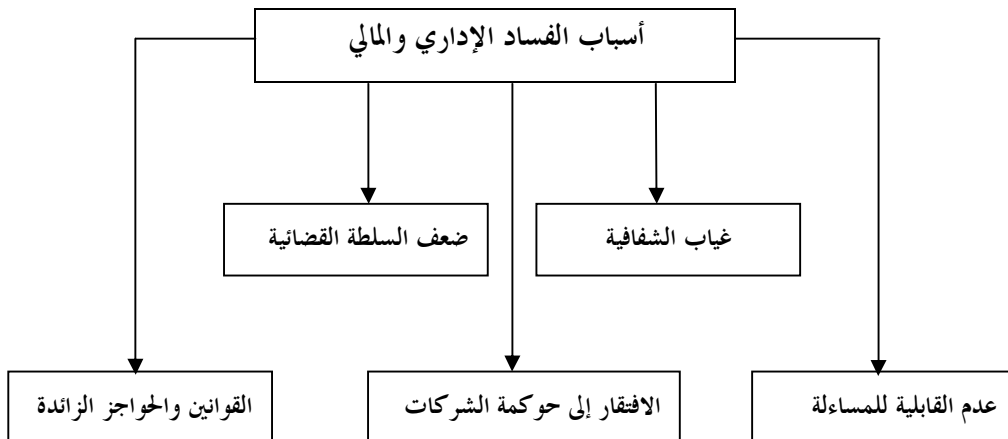 أسباب الفساد الإداري والمالي
غياب الشفافية
ضعف السلطة القضائية
عدم القابلية للمساءلة
الافتقار إلى حوكمة الشركات
القوانين والحواجز الزائدة